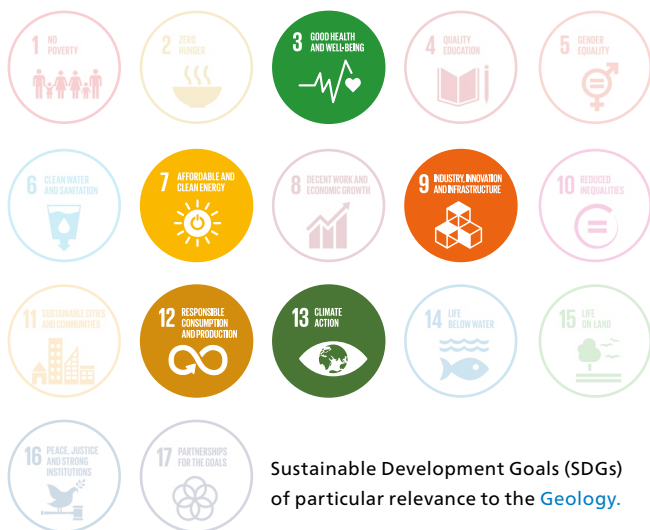 1 NO
POVERTY
2 ZERO
HUNGER
3 GOOD HEALTH
AND WELL-BEING
4 QUALITY
EDUCATION
5 GENDER
EQUALITY
6 CLEAN WATER
AND SANITATION
7 AFFORDABLE AND
CLEAN ENERGY
8 DECENT WORK AND
ECONOMIC GROWTH
9 INDUSTRY, INNOVATION
AND INFRASTRUCTURE
10 REDUCED
INEQUALITIES
11 SUSTAINABLE CITIES
AND COMMUNITIES
12 RESPONSIBLE
CONSUMPTION
AND PRODUCTION
13 CLIMATE
ACTION
14 LIFE
BELOW WATER
15 LIFE
ON LAND
16 PEACE, JUSTICE
AND STRONG
INSTITUTIONS
17 PARTNERSHIPS
FOR THE GOALS
Sustainable Development Goals (SDGs)
of particular relevance to the Geology.